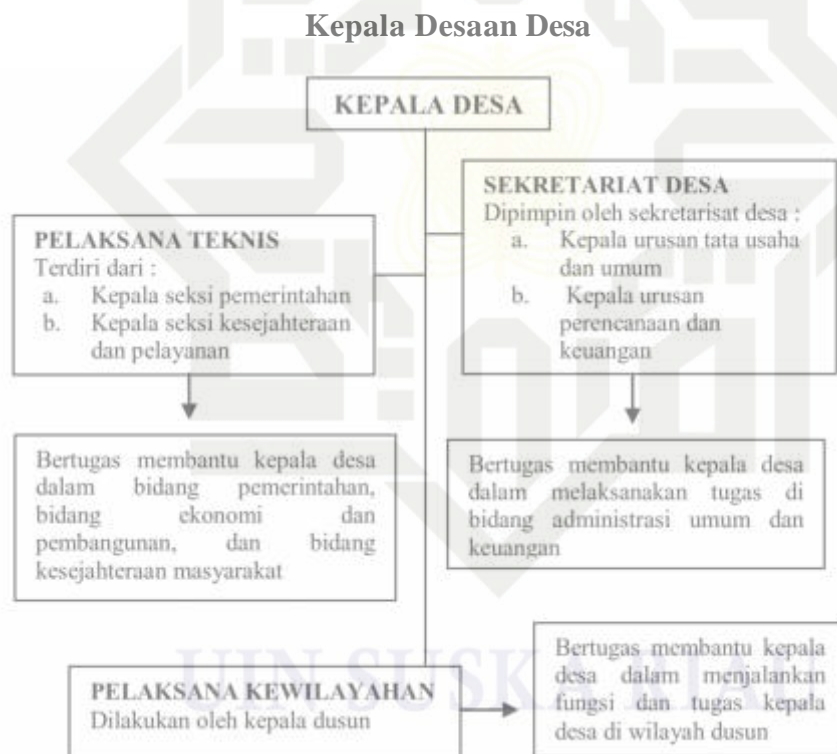 Kepala Desaan Desa
KEPALA DESA
PELAKSANA TEKNIS
Terdiri dari :
a. Kepala seksi pemerintahan
b. Kepala seksi kesejahteraan
dan pelayanan
SEKRETARIAT DESA
Dipimpin oleh sekretarisat desa :
a. Kepala urusan tata usaha
dan umum
b. Kepala urusan
perencanaan dan
keuangan
Bertugas membantu kepala desa
dalam bidang pemerintahan,
bidang ekonomi dan
pembangunan, dan bidang
kesejahteraan masyarakat
Bertugas membantu kepala desa
dalam melaksanakan tugas di
bidang administrasi umum dan
keuangan
PELAKSANA KEWILAYAHAN
Dilakukan oleh kepala dusun
Bertugas membantu kepala
desa dalam menjalankan
fungsi dan tugas kepala
desa di wilayah dusun
UIN SUSKA RIAU